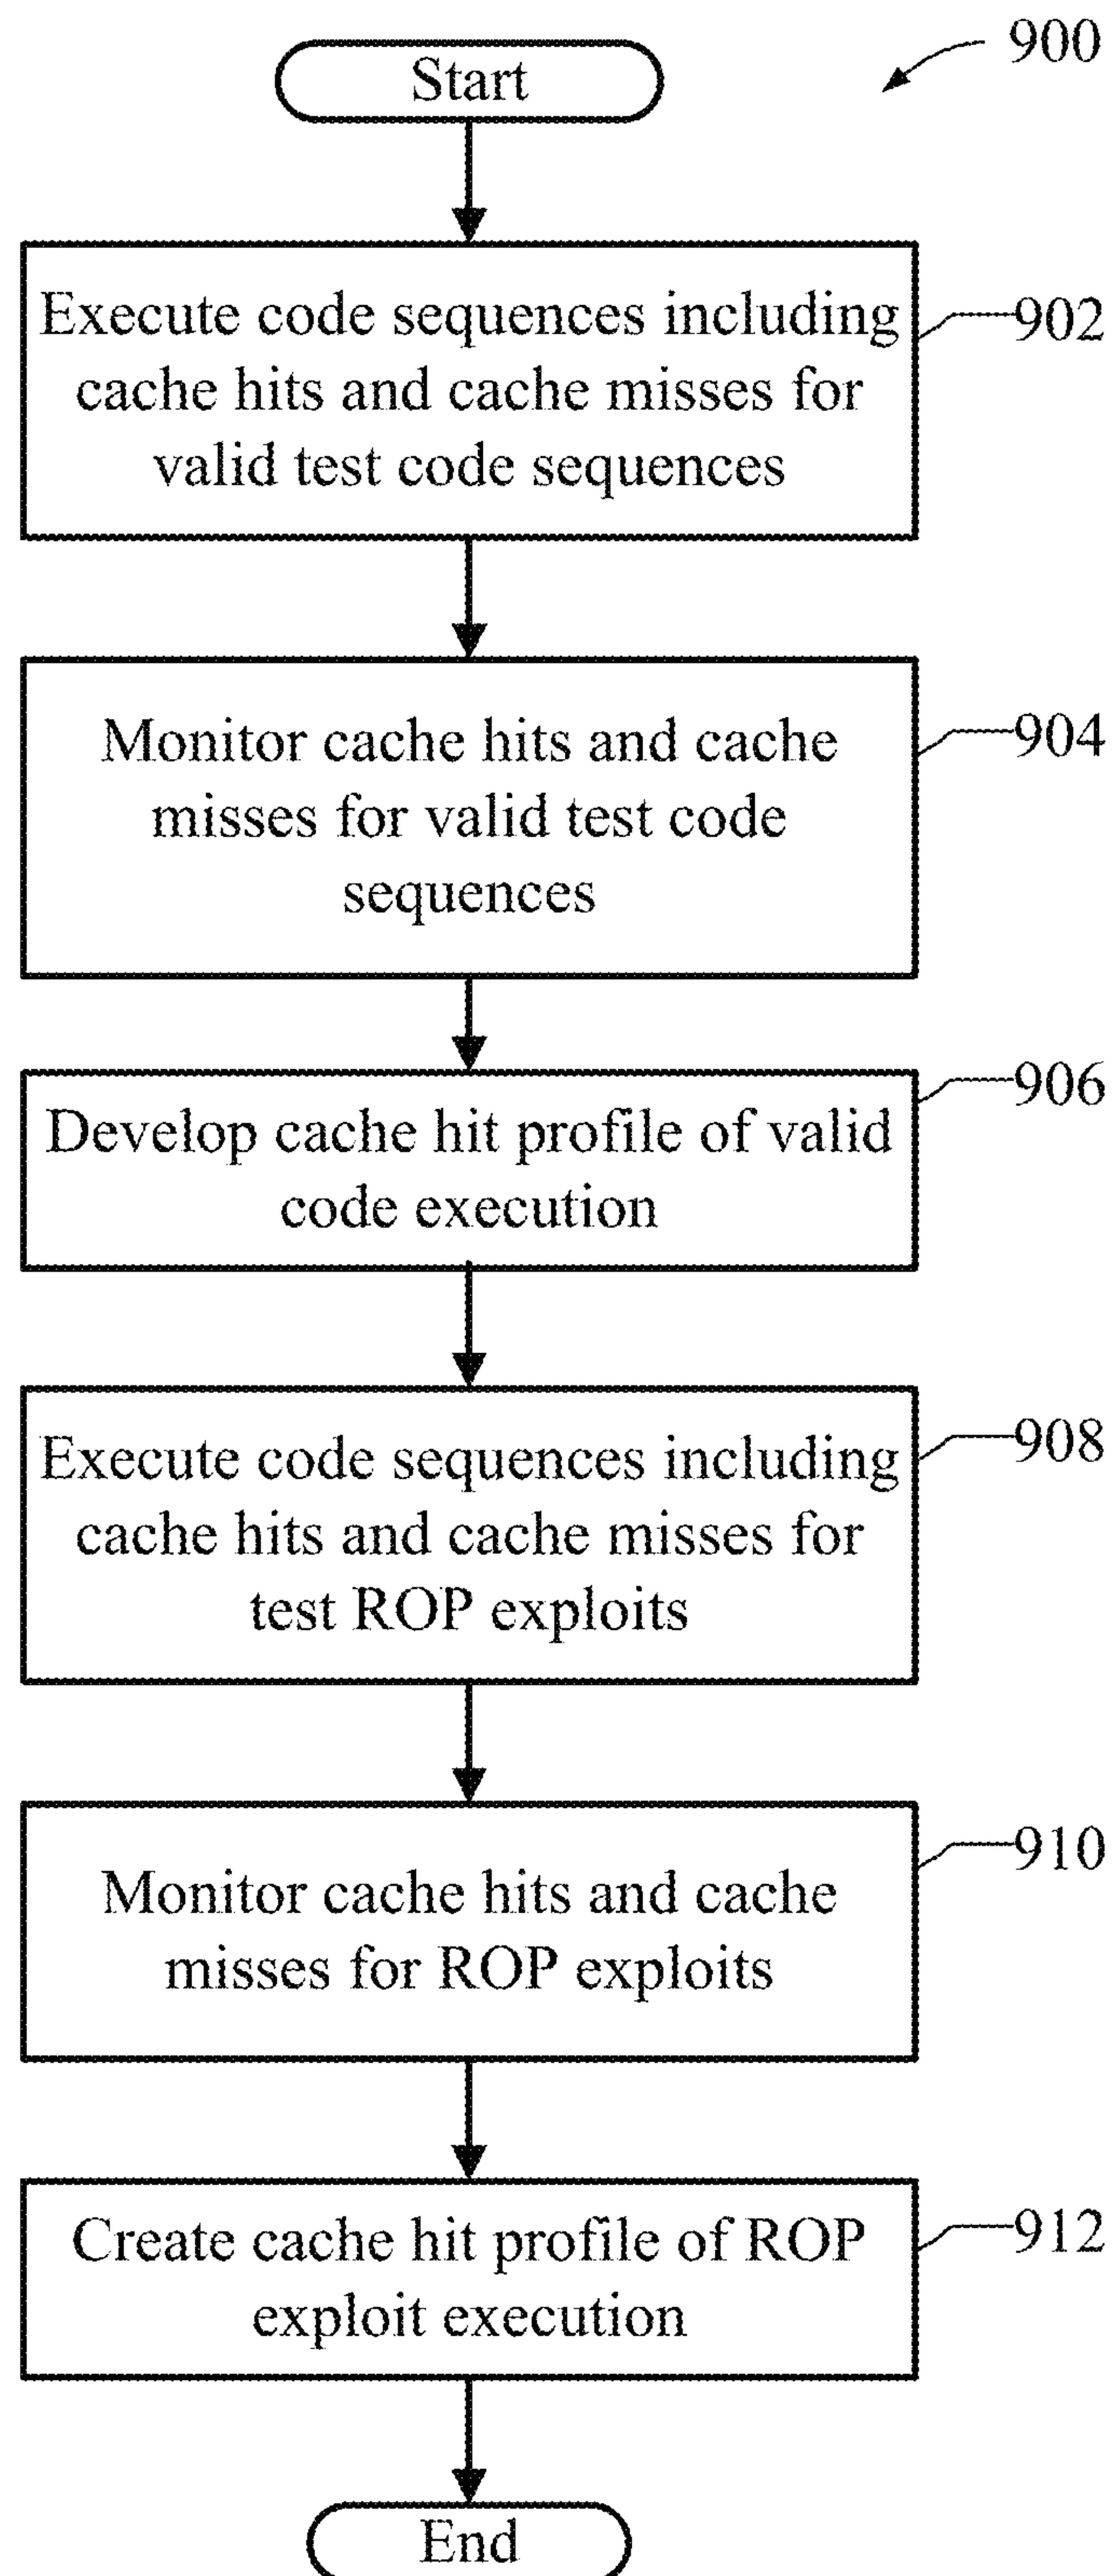 900
Start
Execute code sequences including
cache hits and cache misses for
valid test code sequences
902
Monitor cache hits and cache
misses for valid test code
sequences
904
Develop cache hit profile of valid
code execution
906
Execute code sequences including
cache hits and cache misses for
test ROP exploits
908
Monitor cache hits and cache
misses for ROP exploits
910
Create cache hit profile of ROP
exploit execution
912
End